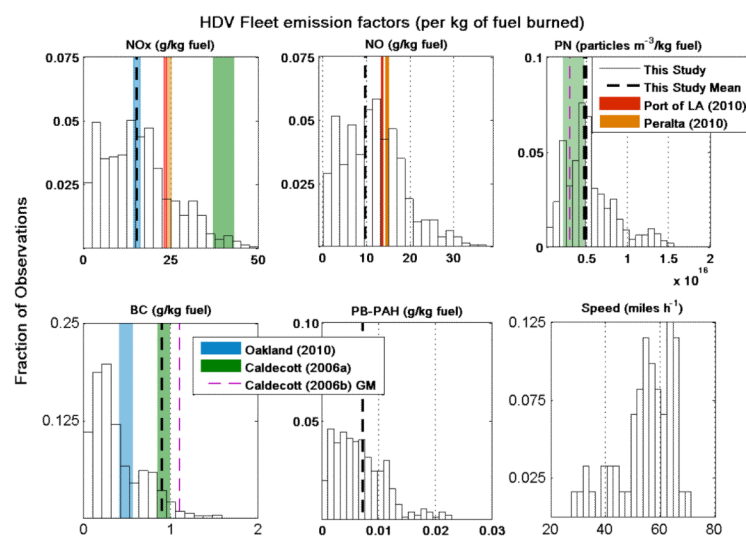 HDV Fleet emission factors (per kg of fuel burned)
NOx (g/kg fuel)
0.075
0.05
0.025
0
25
50
NO (g/kg fuel)
0.075
0.05
0.025
0
10
20
30
PN (particles m⁻³/kg fuel)
0.1
0.05
0
0.5
1
2
x 10¹⁶
This Study
This Study Mean
Port of LA (2010)
Peralta (2010)
Fraction of Observations
BC (g/kg fuel)
0.25
0.125
0
1
2
Oakland (2010)
Caldecott (2006a)
Caldecott (2006b) GM
PB-PAH (g/kg fuel)
0.10
0.05
0
0.01
0.02
0.03
Speed (miles h⁻¹)
0.125
0.075
0.025
20
40
60
80